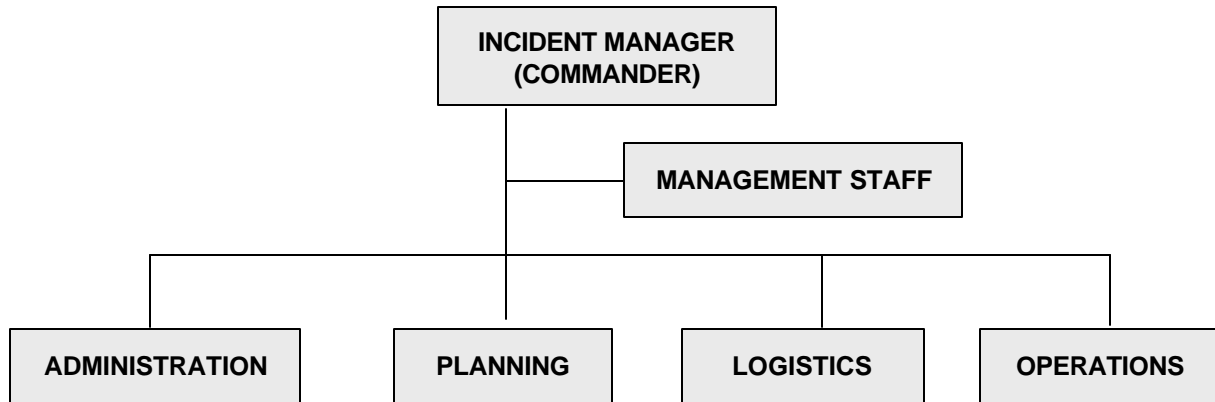 INCIDENT MANAGER
(COMMANDER)
MANAGEMENT STAFF
ADMINISTRATION
PLANNING
LOGISTICS
OPERATIONS